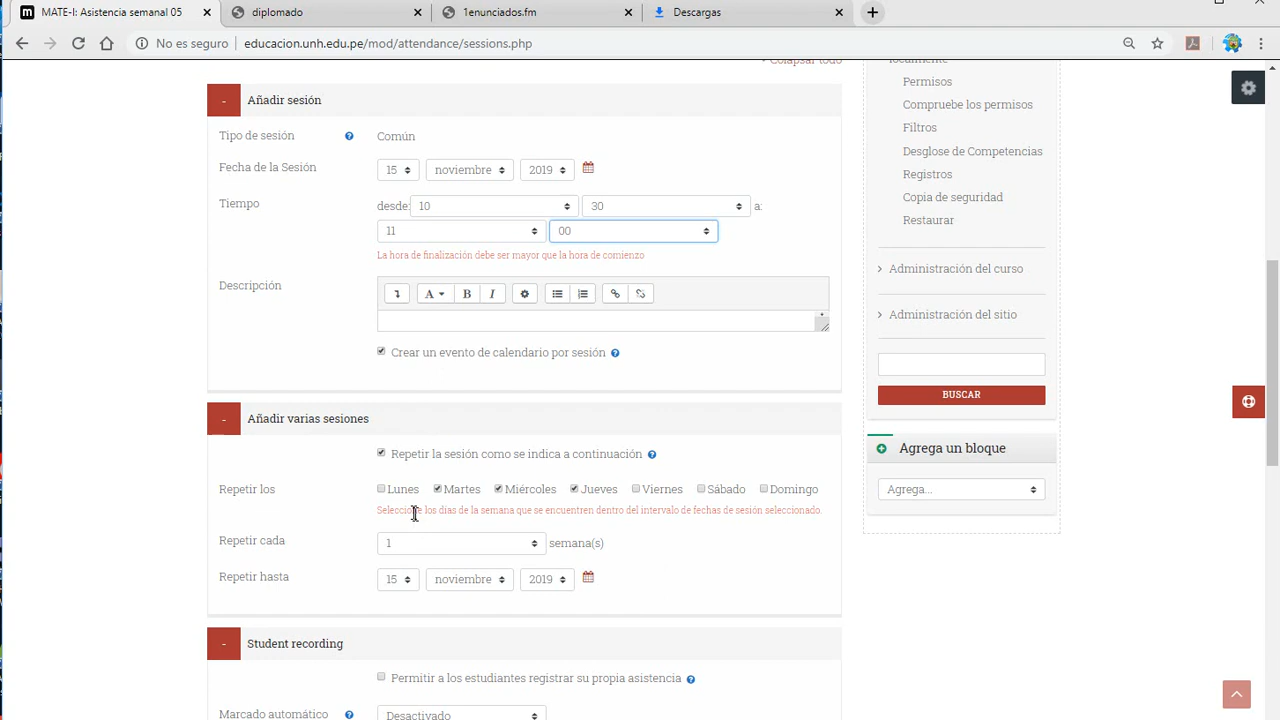 MATE-I: Asistencia semanal 05
diplomado
1enunciados.fm
Descargas
No es seguro
educacion.unh.edu.pe/mod/attendance/sessions.php
Colapsar todo
localmente
- Añadir sesión
Permisos
Compruebe los permisos
Tipo de sesión Común
Filtros
Desglose de Competencias
Fecha de la Sesión 15 noviembre 2019
Registros
Copia de seguridad
Tiempo desde: 10 30 a:
Restaurar
11 00
La hora de finalización debe ser mayor que la hora de comienzo
Administración del curso
Descripción
A B I
Administración del sitio
Crear un evento de calendario por sesión
BUSCAR
- Añadir varias sesiones
Agrega un bloque
Repetir la sesión como se indica a continuación
Repetir los Lunes Martes Miércoles Jueves Viernes Sábado Domingo
Agrega...
Seleccione los días de la semana que se encuentren dentro del intervalo de fechas de sesión seleccionado.
Repetir cada 1 semana(s)
Repetir hasta 15 noviembre 2019
- Student recording
Permitir a los estudiantes registrar su propia asistencia
Marcado automático Desactivado